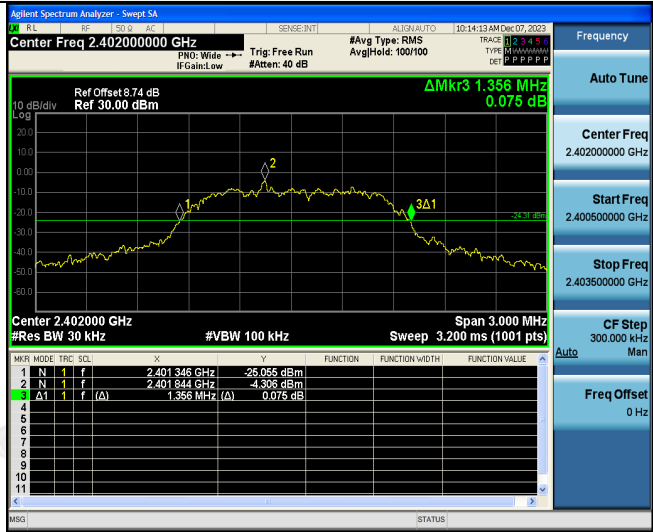 Agilent Spectrum Analyzer - Swept SA
RL RF 50 Ω AC SENSE:INT ALIGN AUTO 10:14:13 AM Dec 07, 2023
Center Freq 2.402000000 GHz
PNO: Wide
IFGain:Low
Trig: Free Run
#Atten: 40 dB
#Avg Type: RMS
Avg|Hold: 100/100
TRACE 1 2 3 4 5 6
TYPE M
DET P P P P P P
Frequency
Ref Offset 8.74 dB
10 dB/div Ref 30.00 dBm
ΔMkr3 1.356 MHz
0.075 dB
Log
20.0
10.0
0.00
-10.0
-20.0
-30.0
-40.0
-50.0
-60.0
1
2
3Δ1
-24.31 dBm
Center 2.402000 GHz Span 3.000 MHz
#Res BW 30 kHz #VBW 100 kHz Sweep 3.200 ms (1001 pts)
MKR MODE TRC SCL X Y FUNCTION FUNCTION WIDTH FUNCTION VALUE
1 N 1 f 2.401 346 GHz -25.055 dBm
2 N 1 f 2.401 844 GHz -4.306 dBm
3 Δ1 1 f (Δ) 1.356 MHz (Δ) 0.075 dB
4
5
6
7
8
9
10
11
MSG STATUS
Auto Tune
Center Freq
2.402000000 GHz
Start Freq
2.400500000 GHz
Stop Freq
2.403500000 GHz
CF Step
300.000 kHz
Auto Man
Freq Offset
0 Hz